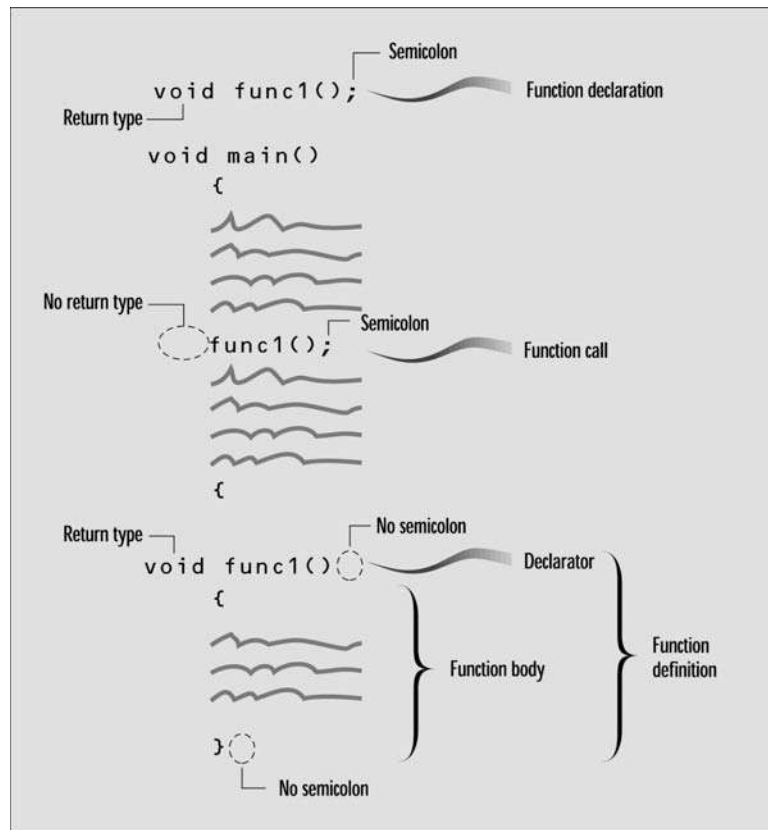 Semicolon
void func1();
Function declaration
Return type
void main()
{
No return type
Semicolon
func1();
Function call
{
No semicolon
Return type
void func1()
Declarator
{
Function body
Function
definition
}
No semicolon